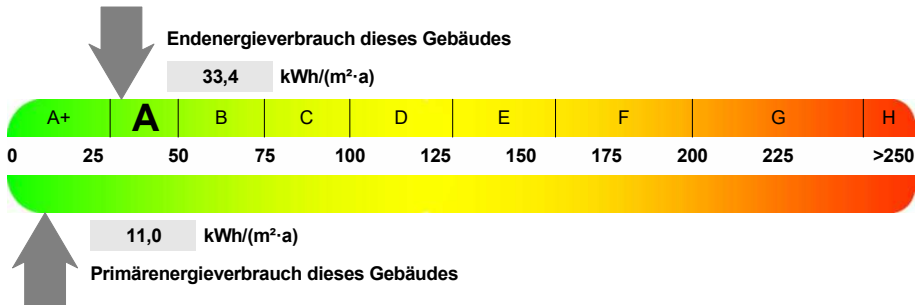 Endenergieverbrauch dieses Gebäudes
33,4 kWh/(m²·a)
A+ A B C D E F G H
0 25 50 75 100 125 150 175 200 225 >250
11,0 kWh/(m²·a)
Primärenergieverbrauch dieses Gebäudes